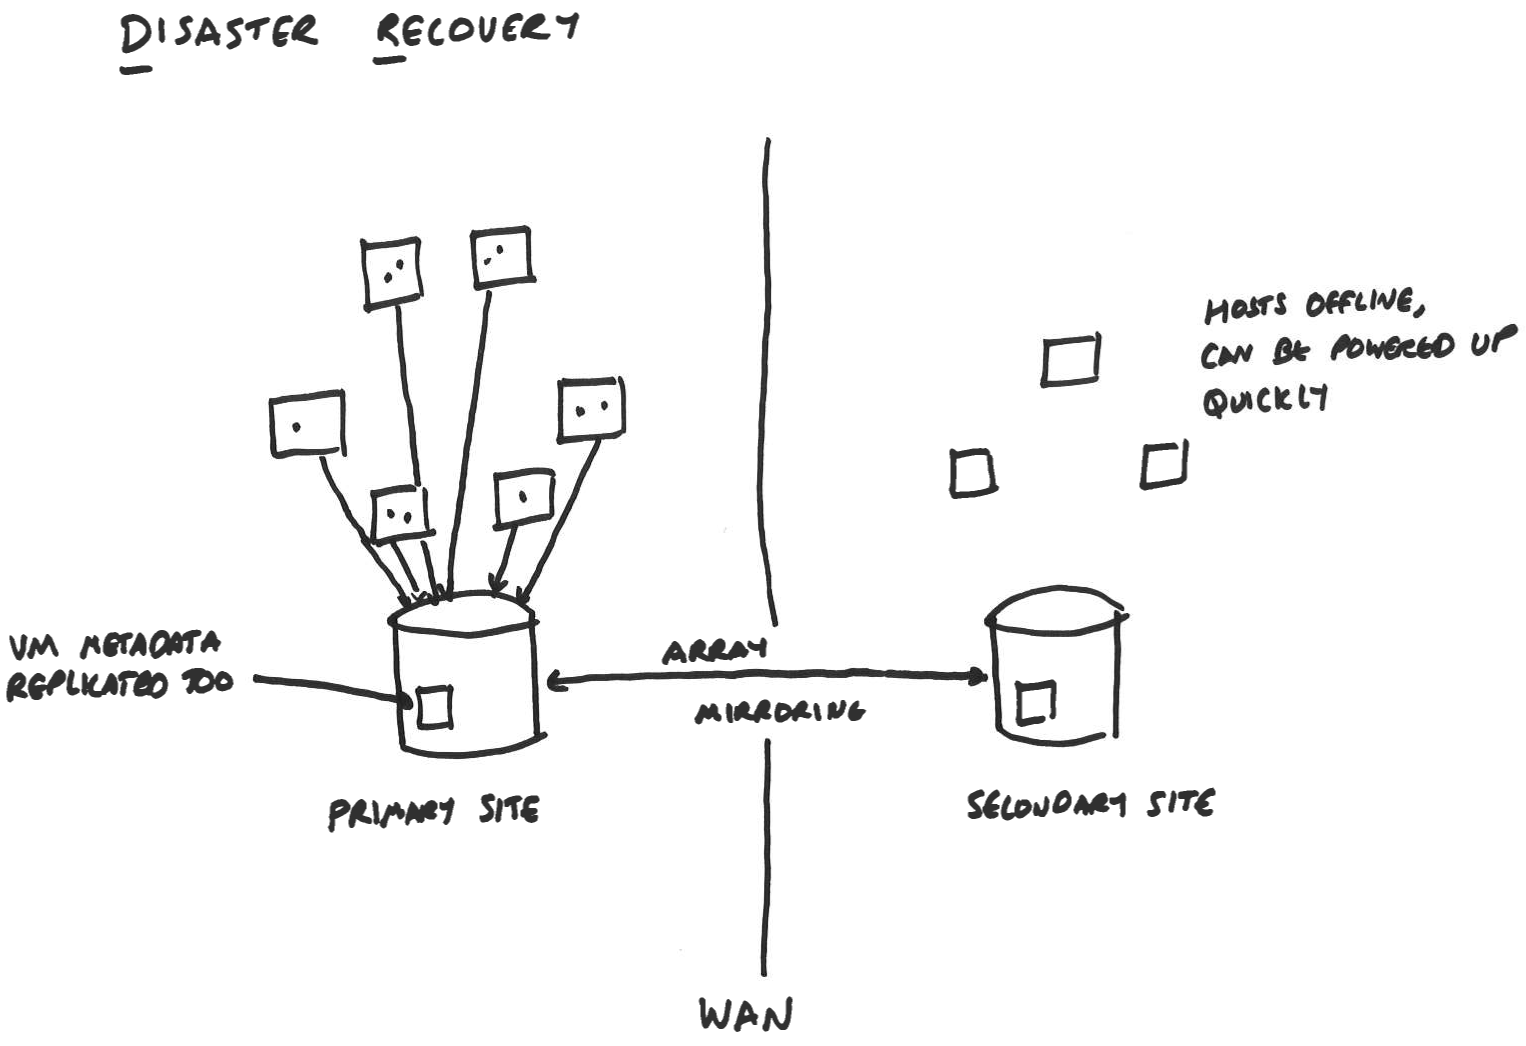 DISASTER RECOVERY
HOSTS OFFLINE,
CAN BE POWERED UP
QUICKLY
VM METADATA
REPLICATED TOO
ARRAY
MIRRORING
PRIMARY SITE
SECONDARY SITE
WAN